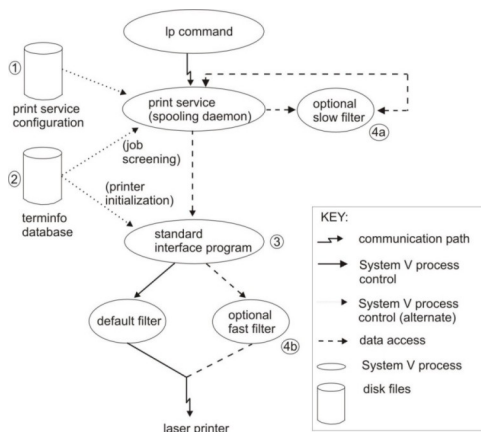 lp command
1
print service
configuration
print service
(spooling daemon)
optional
slow filter
4a
(job
screening)
2
(printer
initialization)
terminfo
database
standard
interface program
3
default filter
optional
fast filter
4b
laser printer
KEY:
communication path
System V process
control
System V process
control (alternate)
data access
System V process
disk files